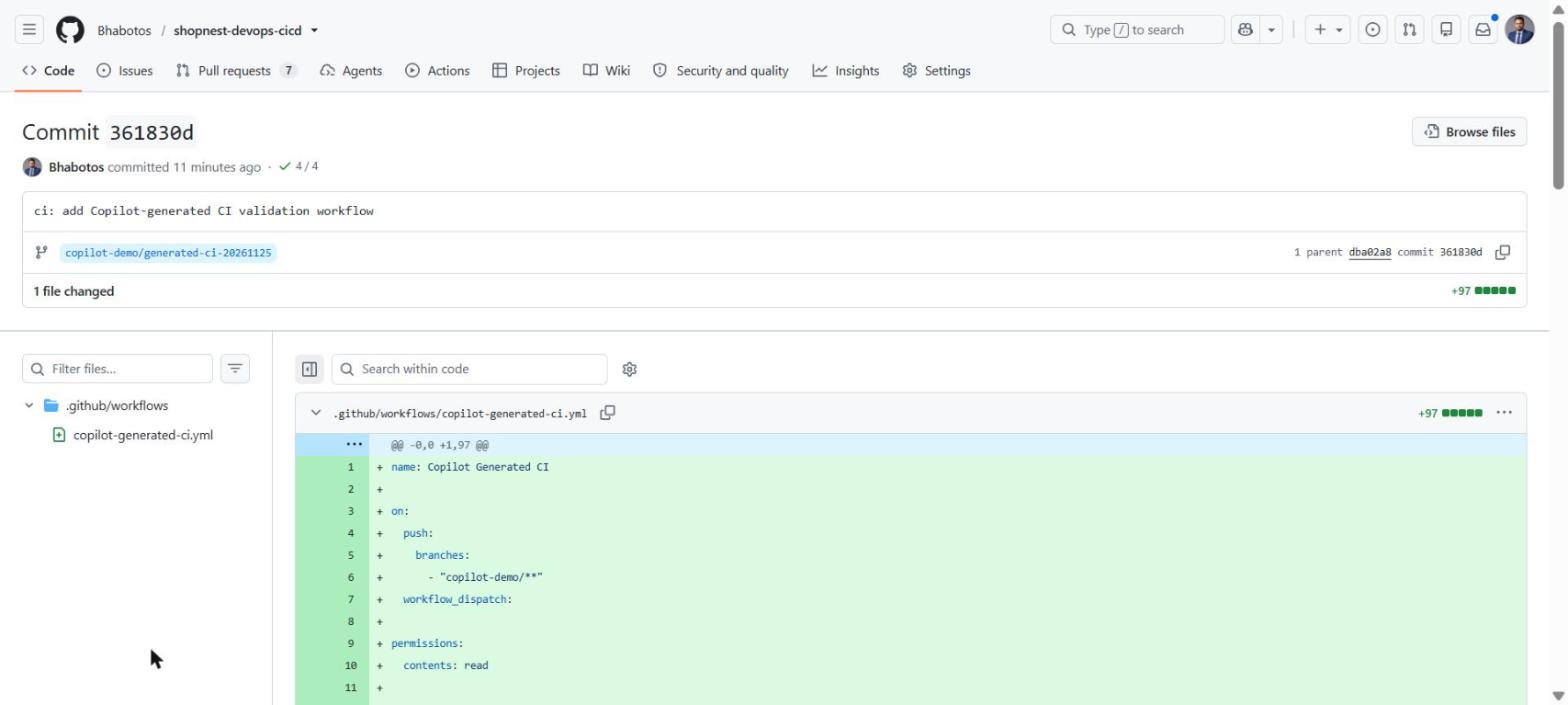 Bhabotos / shopnest-devops-cicd
Type / to search
Code
Issues
Pull requests 7
Agents
Actions
Projects
Wiki
Security and quality
Insights
Settings
Commit 361830d
Browse files
Bhabotos committed 11 minutes ago · 4 / 4
ci: add Copilot-generated CI validation workflow
copilot-demo/generated-ci-20261125
1 parent dba02a8 commit 361830d
1 file changed
+97
Filter files...
Search within code
.github/workflows
copilot-generated-ci.yml
.github/workflows/copilot-generated-ci.yml
+97
@@ -0,0 +1,97 @@
1 + name: Copilot Generated CI
2 +
3 + on:
4 + push:
5 + branches:
6 + - "copilot-demo/**"
7 + workflow_dispatch:
8 +
9 + permissions:
10 + contents: read
11 +